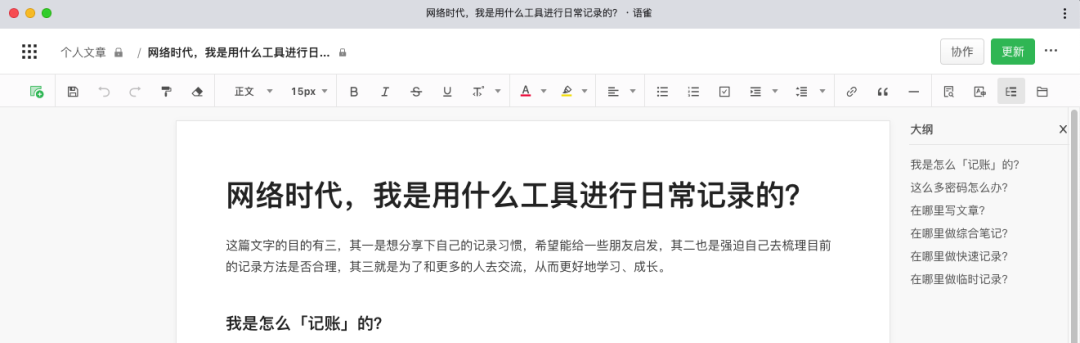 网络时代，我是用什么工具进行日常记录的？ · 语雀
个人文章 / 网络时代，我是用什么工具进行日... 协作 更新
正文 15px B I S U T A
大纲 X
网络时代，我是用什么工具进行日常记录的?
这篇文字的目的有三，其一是想分享下自己的记录习惯，希望能给一些朋友启发，其二也是强迫自己去梳理目前
的记录方法是否合理，其三就是为了和更多的人去交流，从而更好地学习、成长。
我是怎么「记账」的?
我是怎么「记账」的?
这么多密码怎么办?
在哪里写文章?
在哪里做综合笔记?
在哪里做快速记录?
在哪里做临时记录?